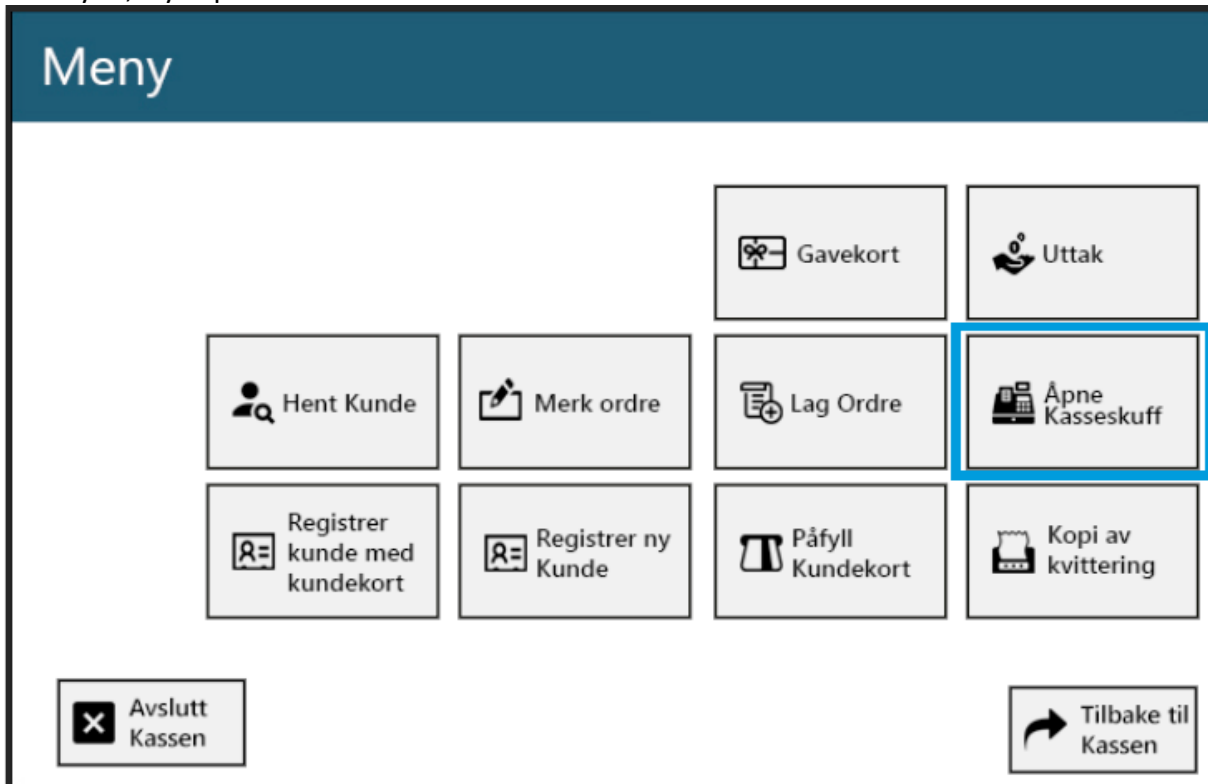 Meny
Gavekort
Uttak
Hent Kunde
Merk ordre
Lag Ordre
Åpne
Kasseskuff
Registrer
kunde med
kundekort
Registrer ny
Kunde
Påfyll
Kundekort
Kopi av
kvittering
Avslutt
Kassen
Tilbake til
Kassen